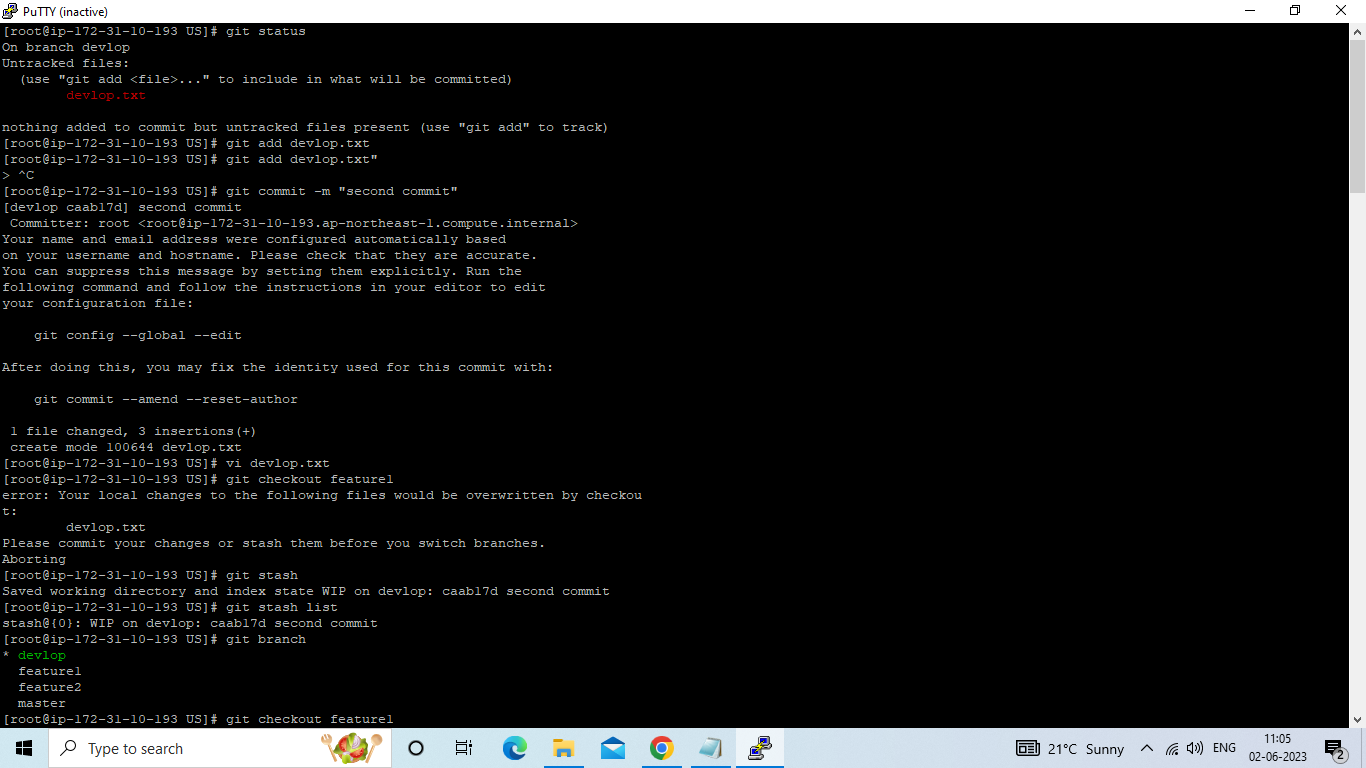 PuTTY (inactive)
[root@ip-172-31-10-193 US]# git status
On branch devlop
Untracked files:
  (use "git add <file>..." to include in what will be committed)
        devlop.txt
nothing added to commit but untracked files present (use "git add" to track)
[root@ip-172-31-10-193 US]# git add devlop.txt
[root@ip-172-31-10-193 US]# git add devlop.txt"
> ^C
[root@ip-172-31-10-193 US]# git commit -m "second commit"
[devlop caab17d] second commit
 Committer: root <root@ip-172-31-10-193.ap-northeast-1.compute.internal>
Your name and email address were configured automatically based
on your username and hostname. Please check that they are accurate.
You can suppress this message by setting them explicitly. Run the
following command and follow the instructions in your editor to edit
your configuration file:
    git config --global --edit
After doing this, you may fix the identity used for this commit with:
    git commit --amend --reset-author
 1 file changed, 3 insertions(+)
 create mode 100644 devlop.txt
[root@ip-172-31-10-193 US]# vi devlop.txt
[root@ip-172-31-10-193 US]# git checkout feature1
error: Your local changes to the following files would be overwritten by checkou
t:
        devlop.txt
Please commit your changes or stash them before you switch branches.
Aborting
[root@ip-172-31-10-193 US]# git stash
Saved working directory and index state WIP on devlop: caab17d second commit
[root@ip-172-31-10-193 US]# git stash list
stash@{0}: WIP on devlop: caab17d second commit
[root@ip-172-31-10-193 US]# git branch
* devlop
  feature1
  feature2
  master
[root@ip-172-31-10-193 US]# git checkout feature1
Type to search
21°C Sunny
ENG
11:05
02-06-2023
2